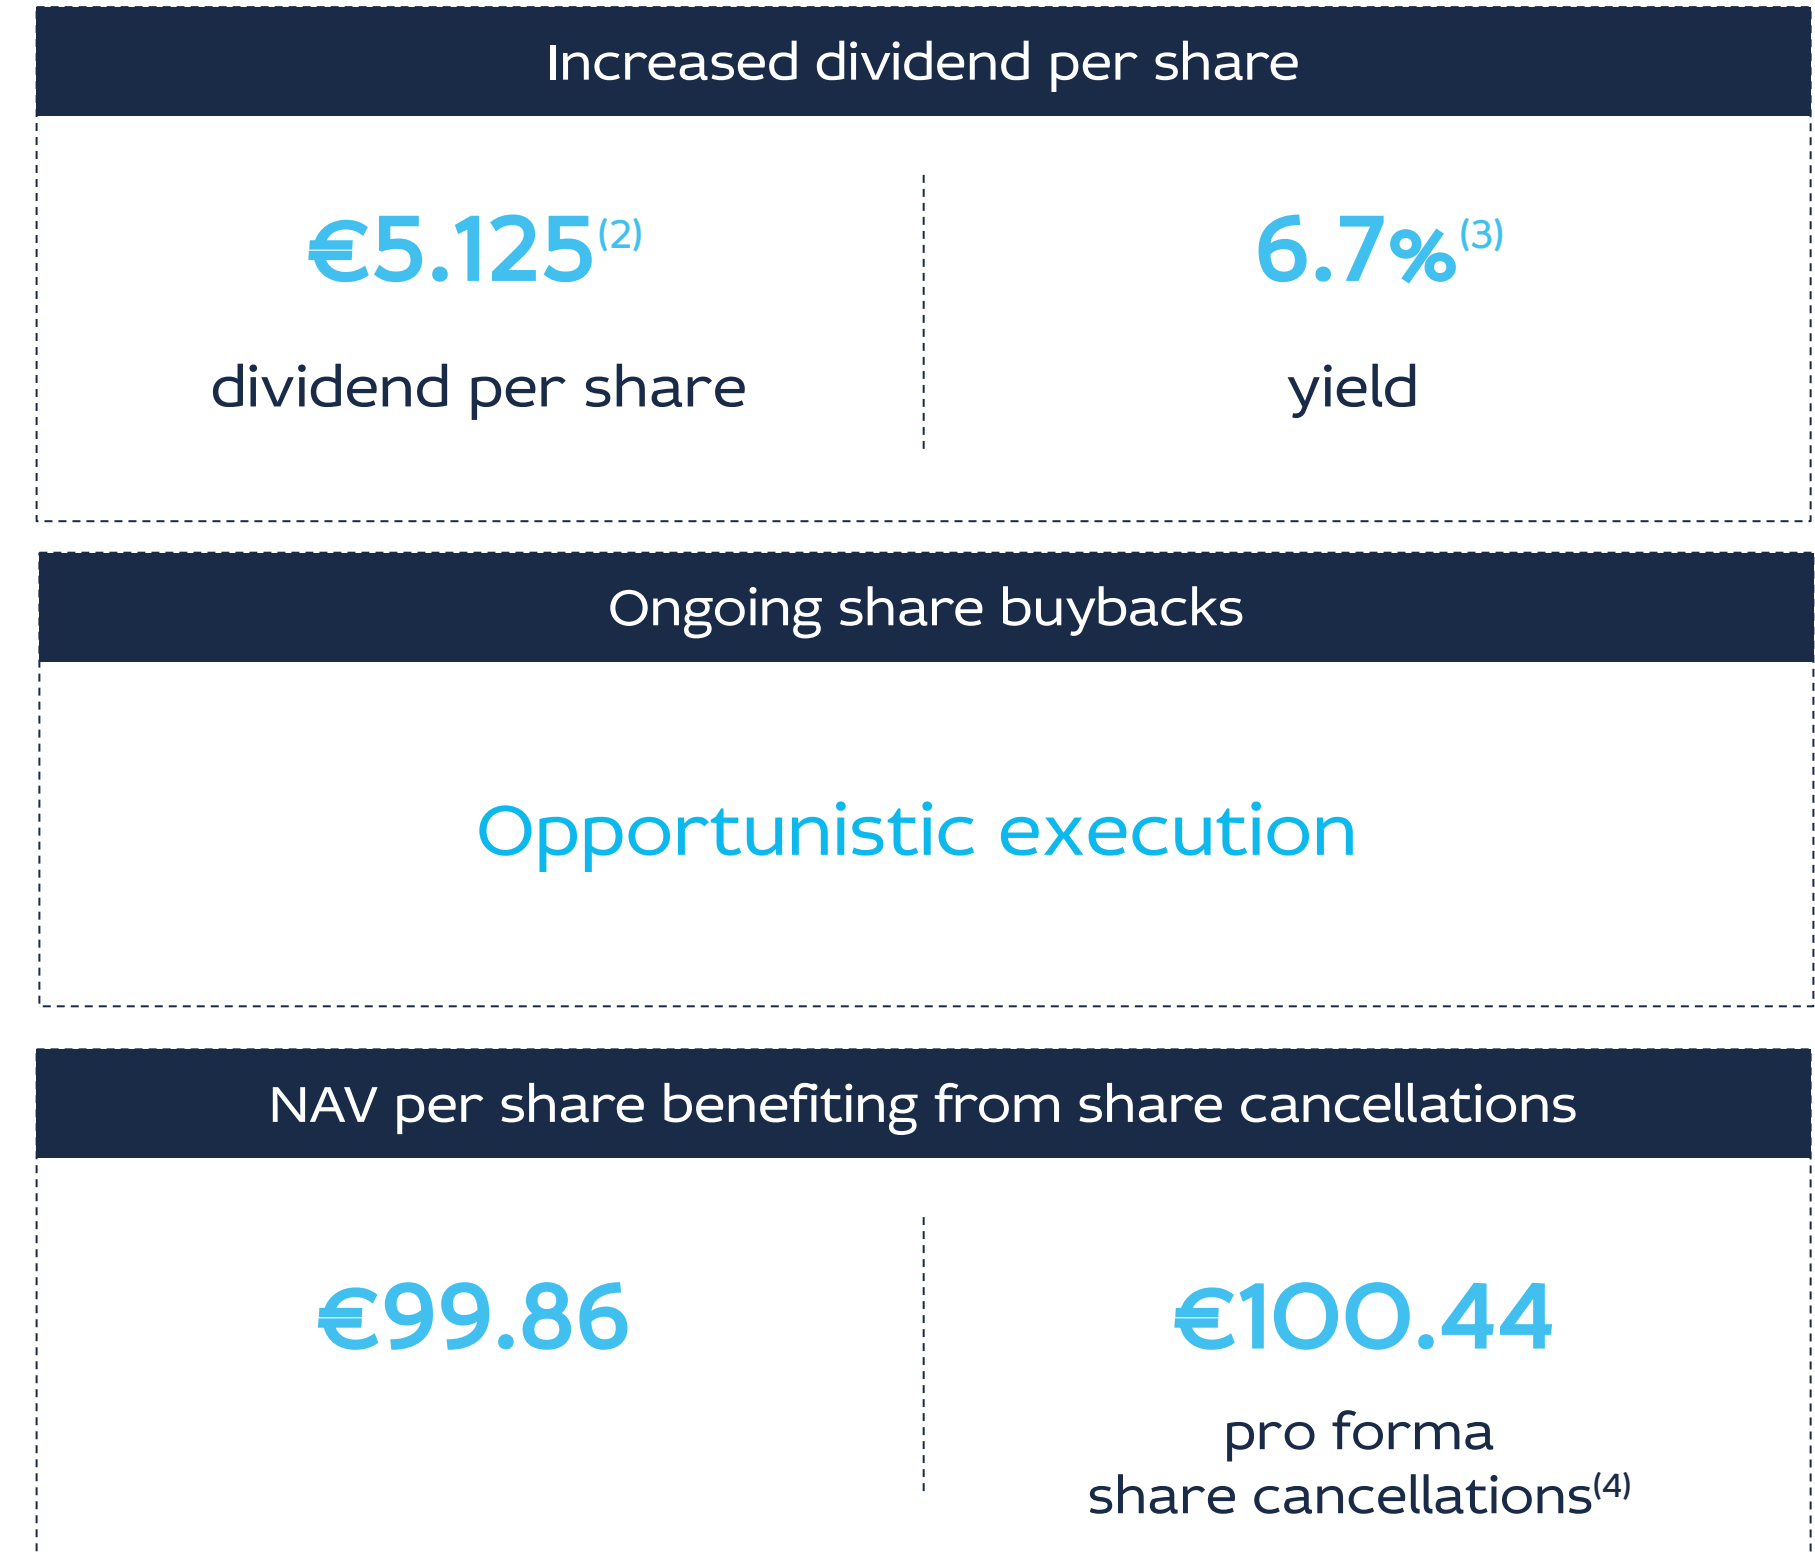 Increased dividend per share
€5.125(2)
6.7%(3)
dividend per share
yield
Ongoing share buybacks
Opportunistic execution
NAV per share benefiting from share cancellations
€99.86
€100.44
pro forma
share cancellations(4)